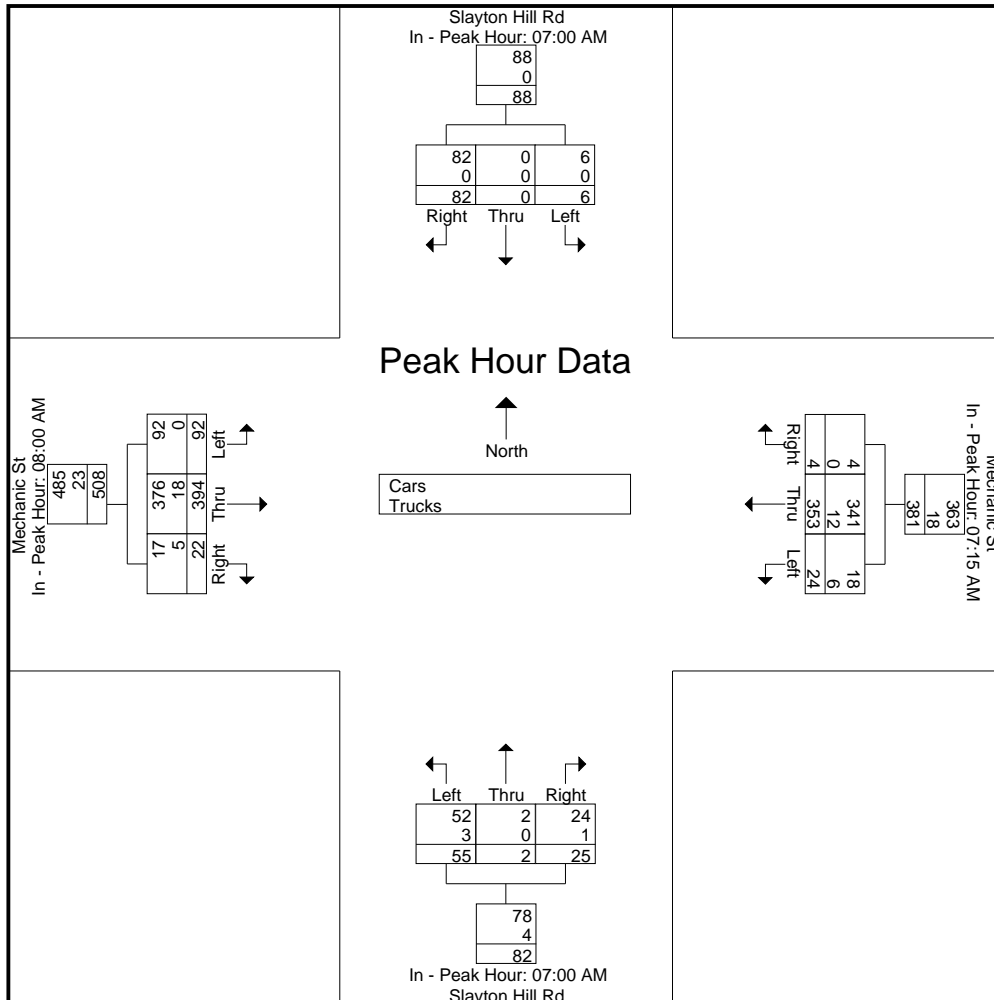 Slayton Hill Rd
In - Peak Hour: 07:00 AM
88
0
88
82 0 6
0 0 0
82 0 6
Right Thru Left
Peak Hour Data
North
Cars
Trucks
Mechanic St
In - Peak Hour: 08:00 AM
485
23
508
92 0 92 Left
376 18 394 Thru
17 5 22 Right
Right 4 0 4
Thru 353 12 341
Left 24 6 18
381
18
363
In - Peak Hour: 07:15 AM
Mechanic St
Left Thru Right
52 2 24
3 0 1
55 2 25
78
4
82
In - Peak Hour: 07:00 AM
Slayton Hill Rd